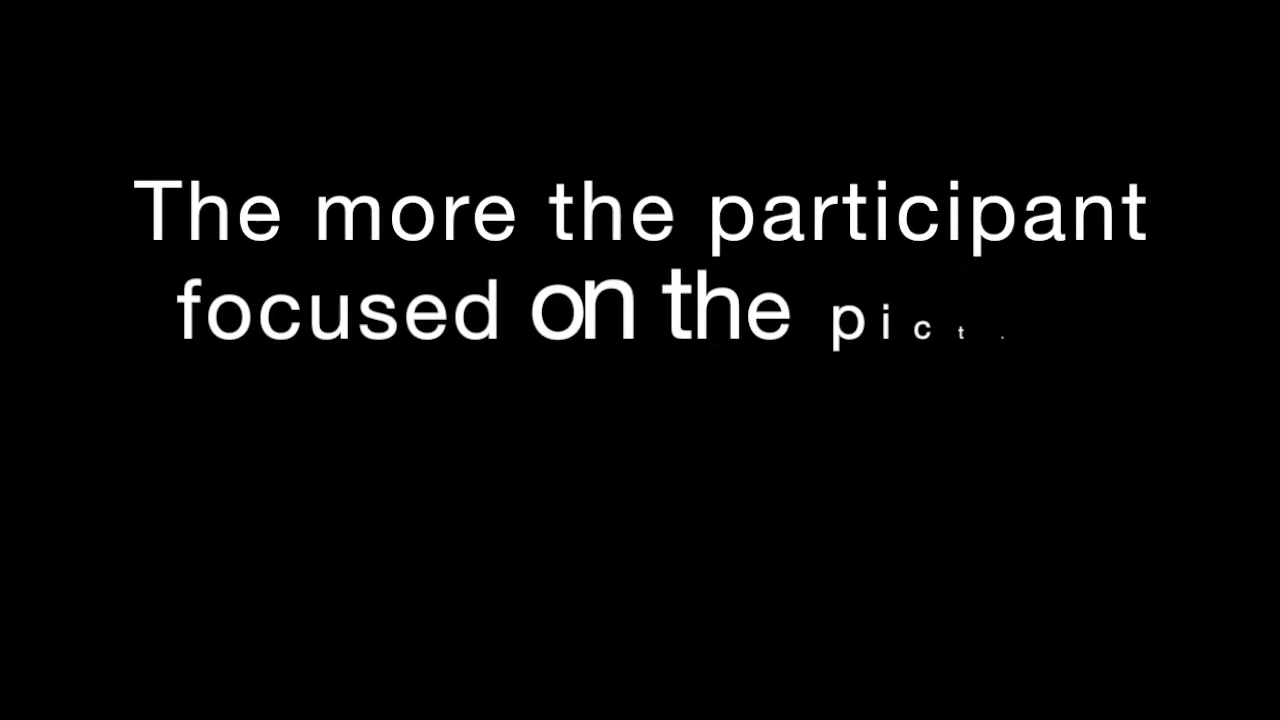 The more the participant
focused on the pict